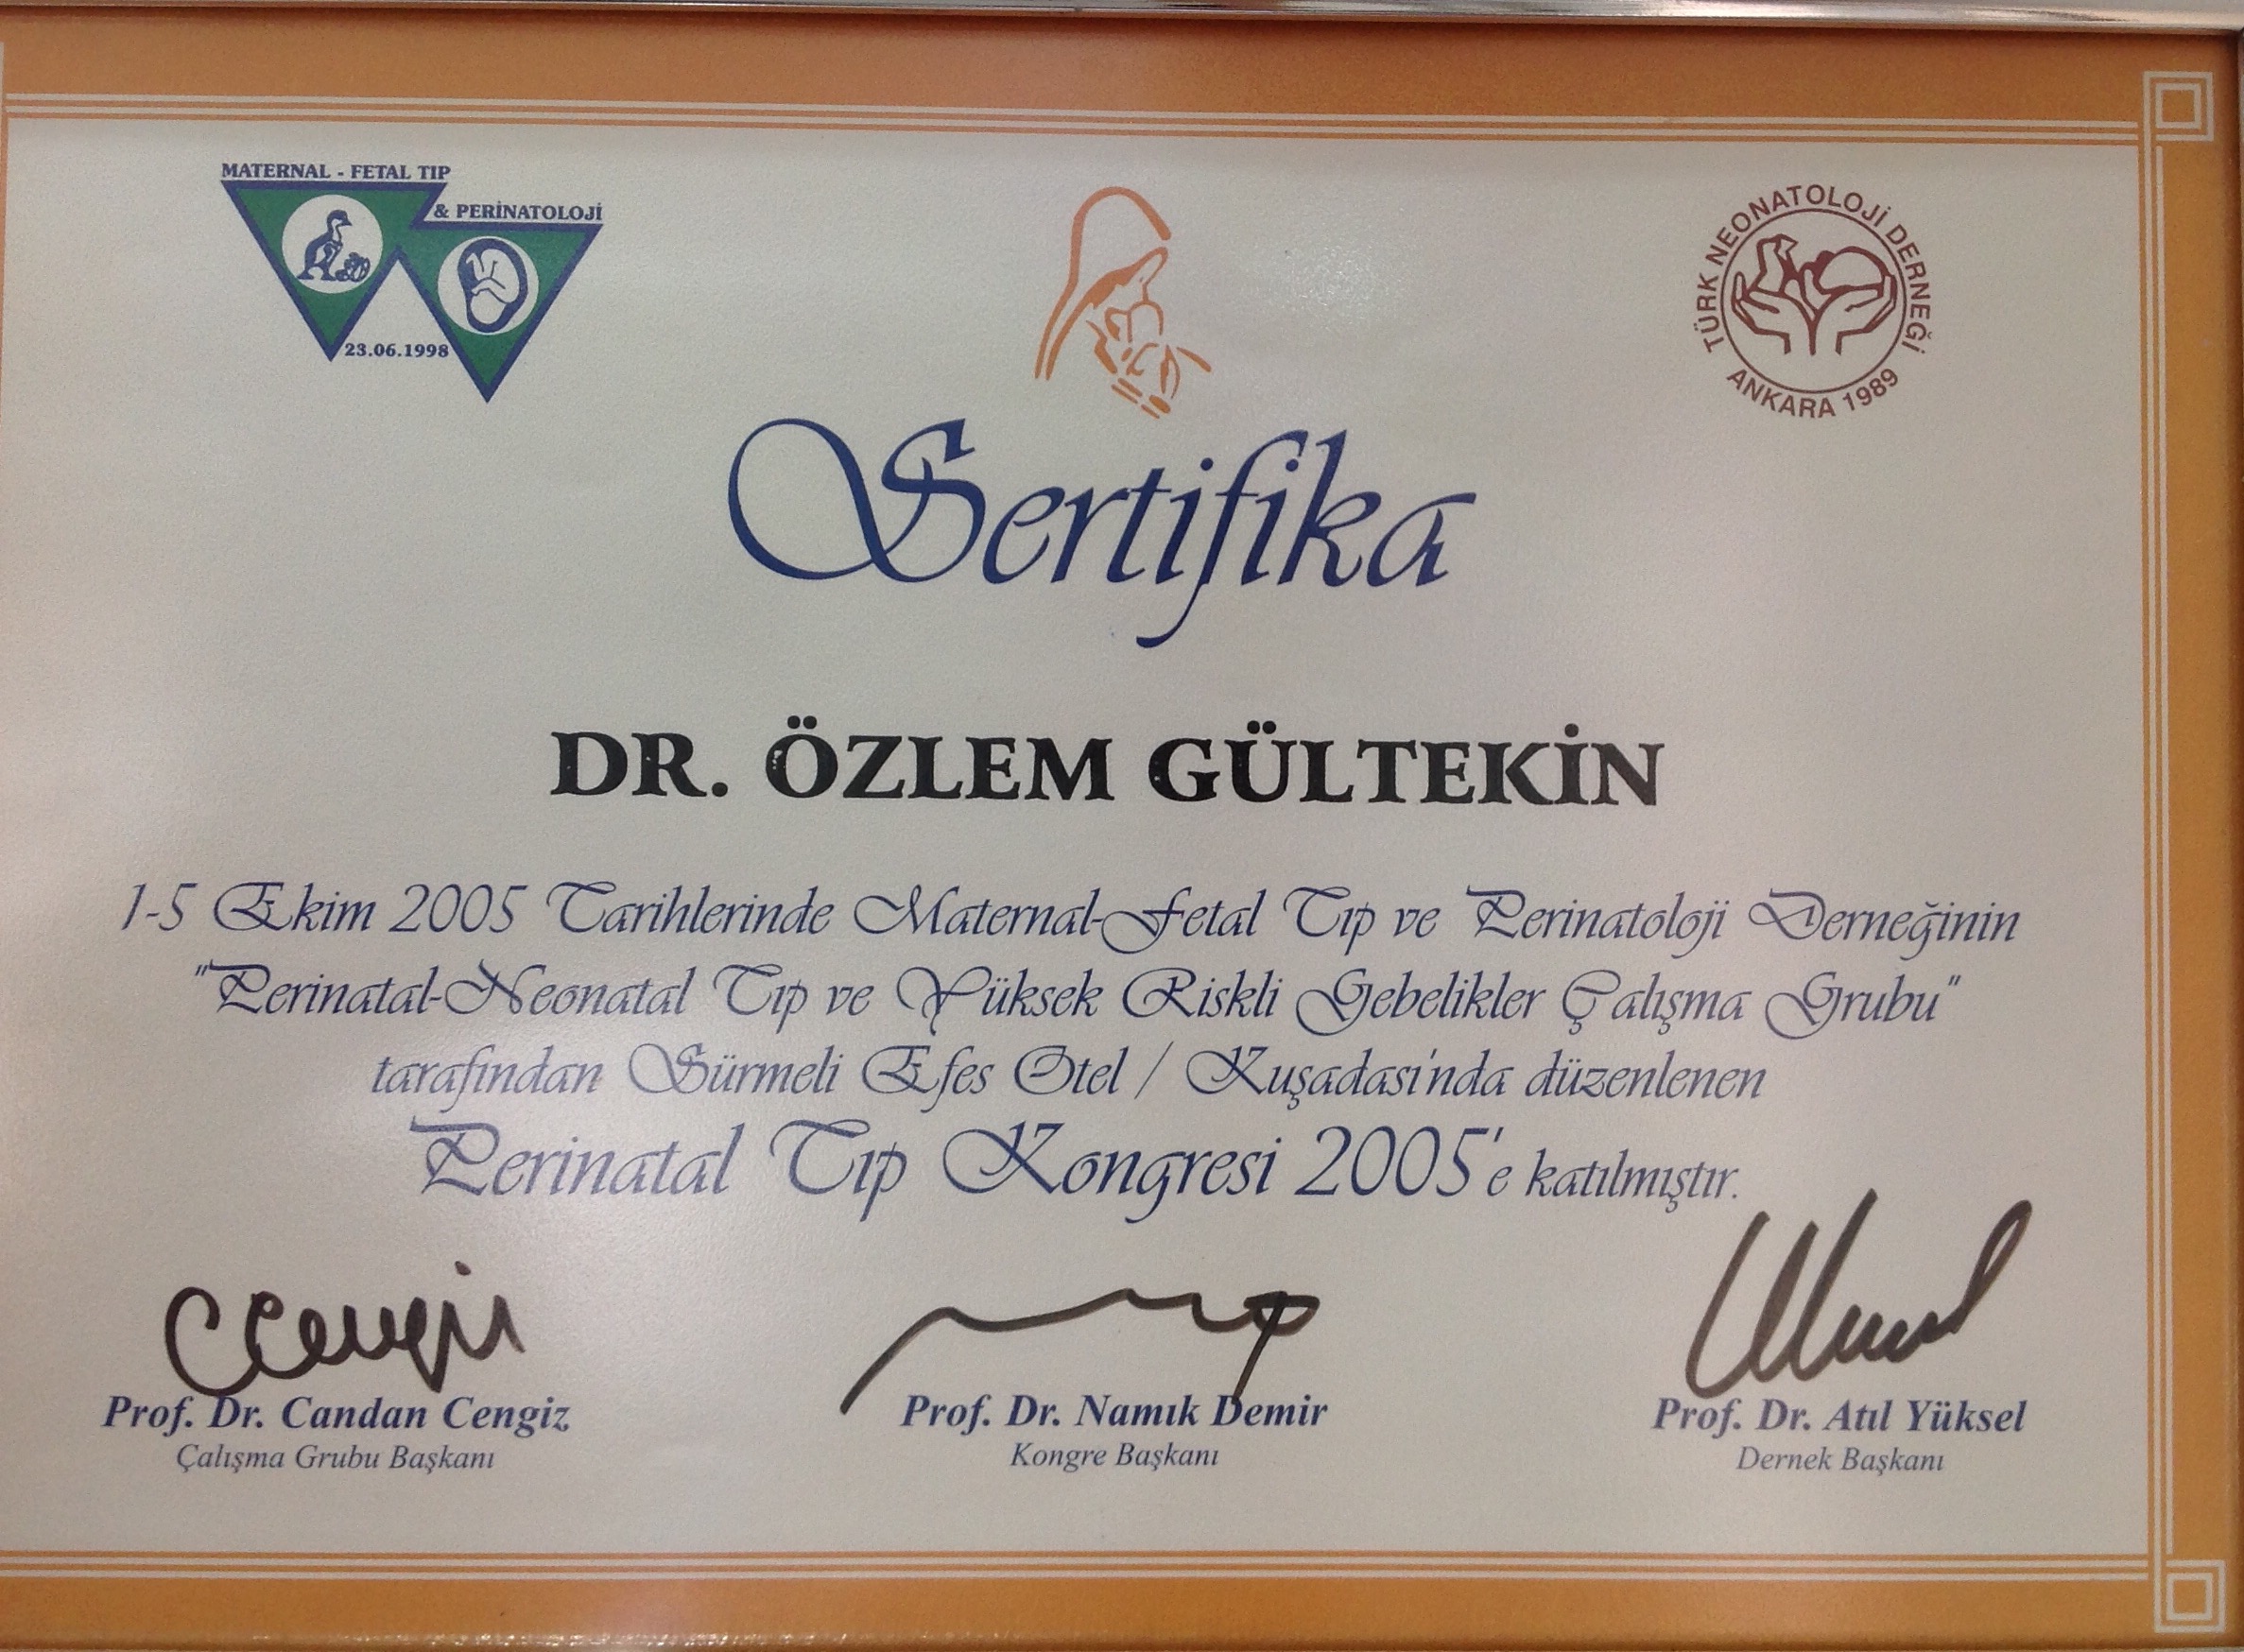 MATERNAL - FETAL TIP
& PERİNATOLOJİ
23.06.1998
TÜRK NEONATOLOJİ DERNEĞİ
ANKARA 1989
Sertifika
DR. ÖZLEM GÜLTEKİN
1-5 Ekim 2005 Tarihlerinde Maternal-Fetal Tıp ve Perinatoloji Derneğinin
"Perinatal-Neonatal Tıp ve Yüksek Riskli Gebelikler Çalışma Grubu"
tarafından Sürmeli Efes Otel / Kuşadası'nda düzenlenen
Perinatal Tıp Kongresi 2005'e katılmıştır.
CCengiz
Prof. Dr. Candan Cengiz
Çalışma Grubu Başkanı
Prof. Dr. Namık Demir
Kongre Başkanı
Prof. Dr. Atıl Yüksel
Dernek Başkanı